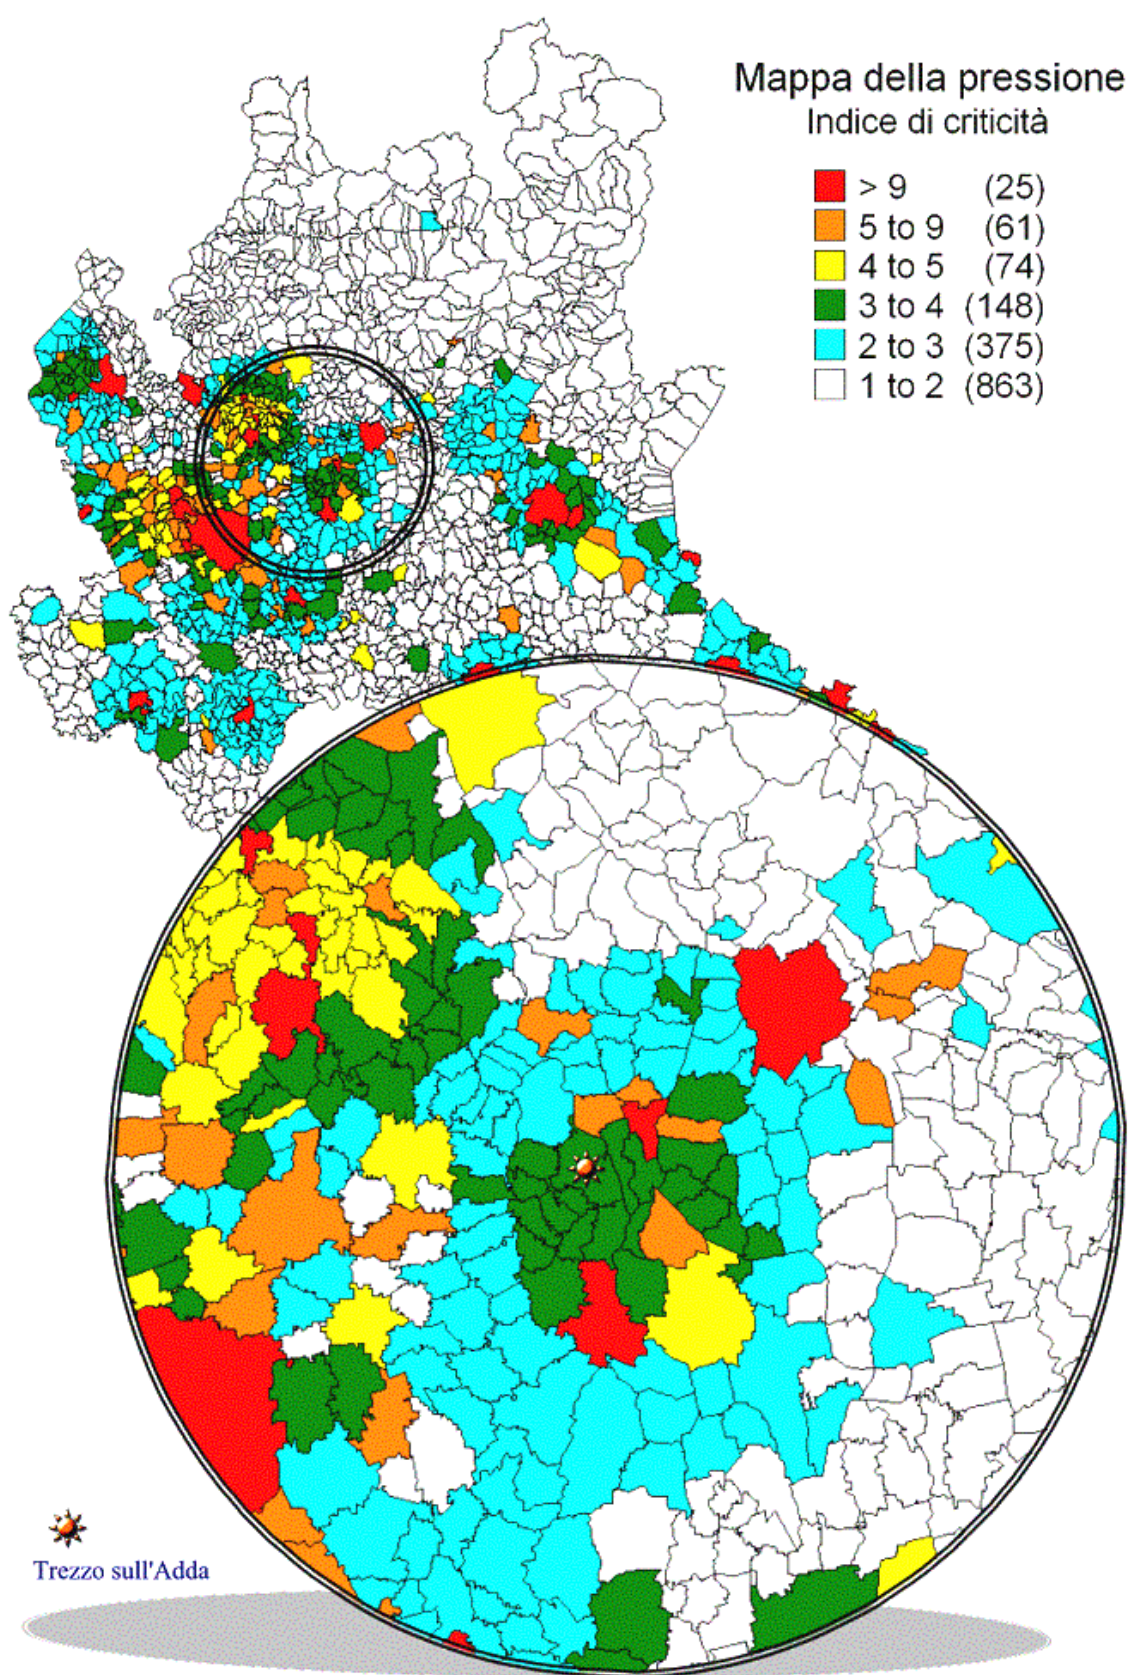 Mappa della pressione
Indice di criticità
> 9 (25)
5 to 9 (61)
4 to 5 (74)
3 to 4 (148)
2 to 3 (375)
1 to 2 (863)
Trezzo sull'Adda